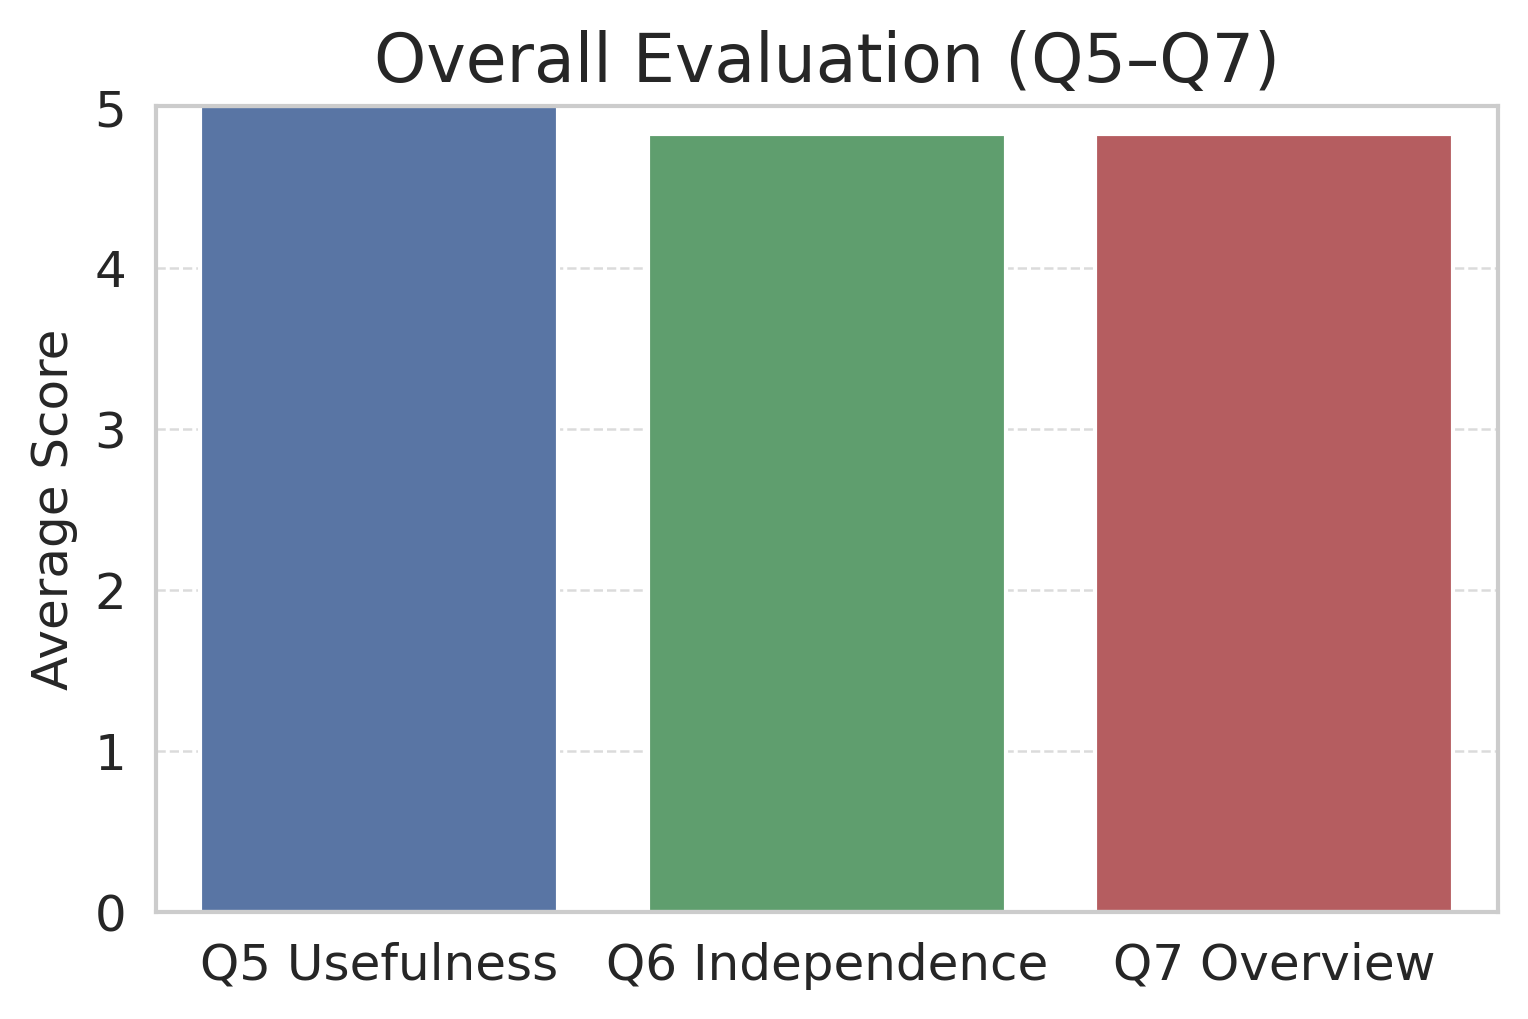 Overall Evaluation (Q5–Q7)
Average Score
5
4
3
2
1
0
Q5 Usefulness
Q6 Independence
Q7 Overview